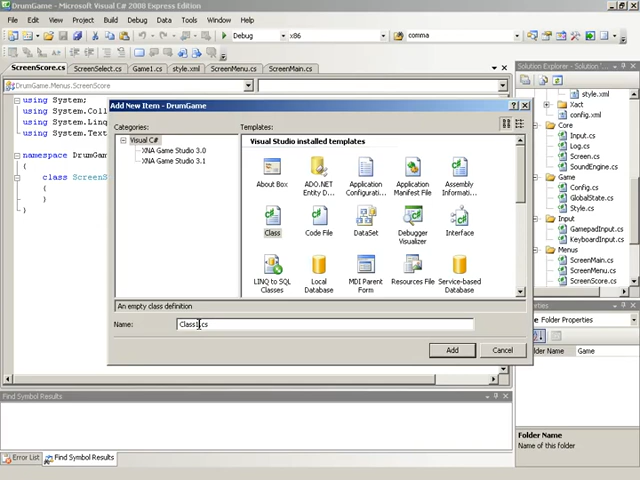 DrumGame - Microsoft Visual C# 2008 Express Edition
File Edit View Project Build Debug Data Tools Window Help
Debug x86 comma
ScreenScore.cs ScreenSelect.cs Game1.cs style.xml ScreenMenu.cs ScreenMain.cs
DrumGame.Menus.ScreenScore
using System;
using System.Coll
using System.Linq
using System.Text
namespace DrumGam
{
class ScreenS
{
}
}
Add New Item - DrumGame
Categories:
Templates:
Visual C#
XNA Game Studio 3.0
XNA Game Studio 3.1
Visual Studio installed templates
About Box
ADO.NET Entity D...
Application Configurati...
Application Manifest File
Assembly Informati...
Class
Code File
DataSet
Debugger Visualizer
Interface
LINQ to SQL Classes
Local Database
MDI Parent Form
Resources File
Service-based Database
An empty class definition
Name: Class1.cs
Add Cancel
Solution Explorer - DrumG...
style.xml
Xact
config.xml
Core
Input.cs
Log.cs
Screen.cs
SoundEngine.cs
Game
Config.cs
GlobalState.cs
Style.cs
Input
GamepadInput.cs
KeyboardInput.cs
Menus
ScreenMain.cs
ScreenMenu.cs
ScreenScore.cs
Folder Properties
Game
Folder Name
Name of this folder
Find Symbol Results
Error List Find Symbol Results